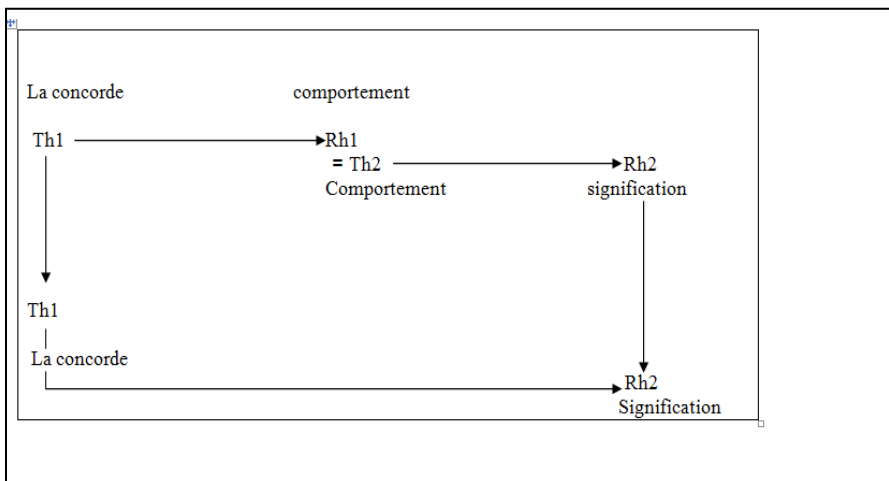 La concorde comportement
Th1 Rh1
= Th2 Rh2
Comportement signification
Th1
La concorde
Rh2
Signification